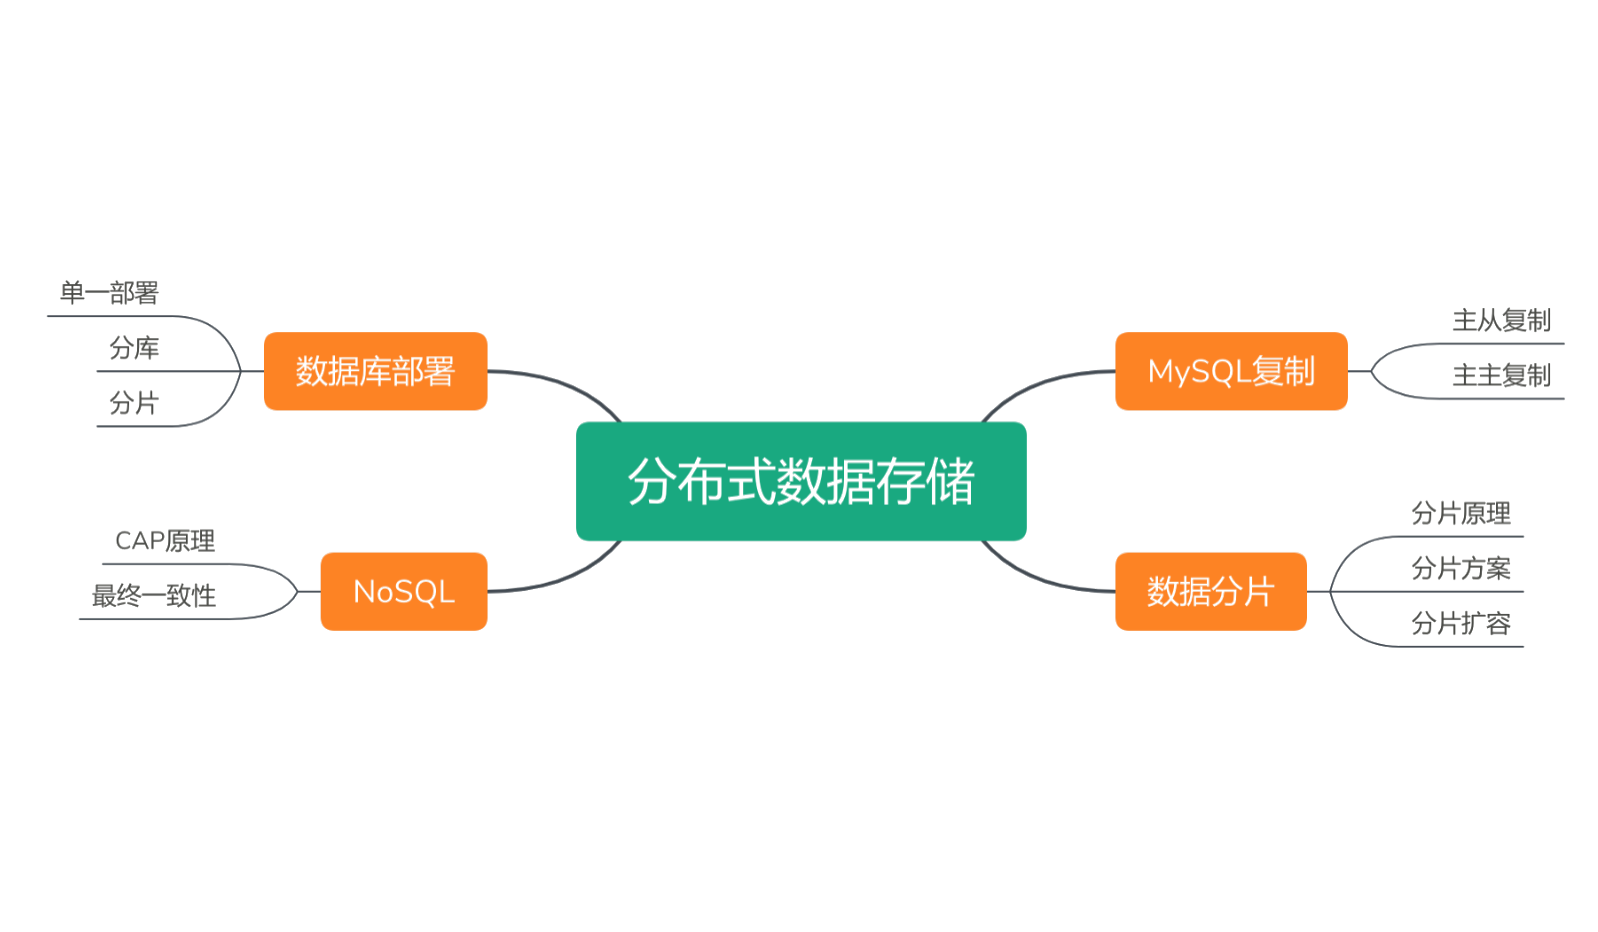 分布式数据存储
MySQL复制
主从复制
主主复制
数据分片
分片原理
分片方案
分片扩容
数据库部署
单一部署
分库
分片
NoSQL
CAP原理
最终一致性